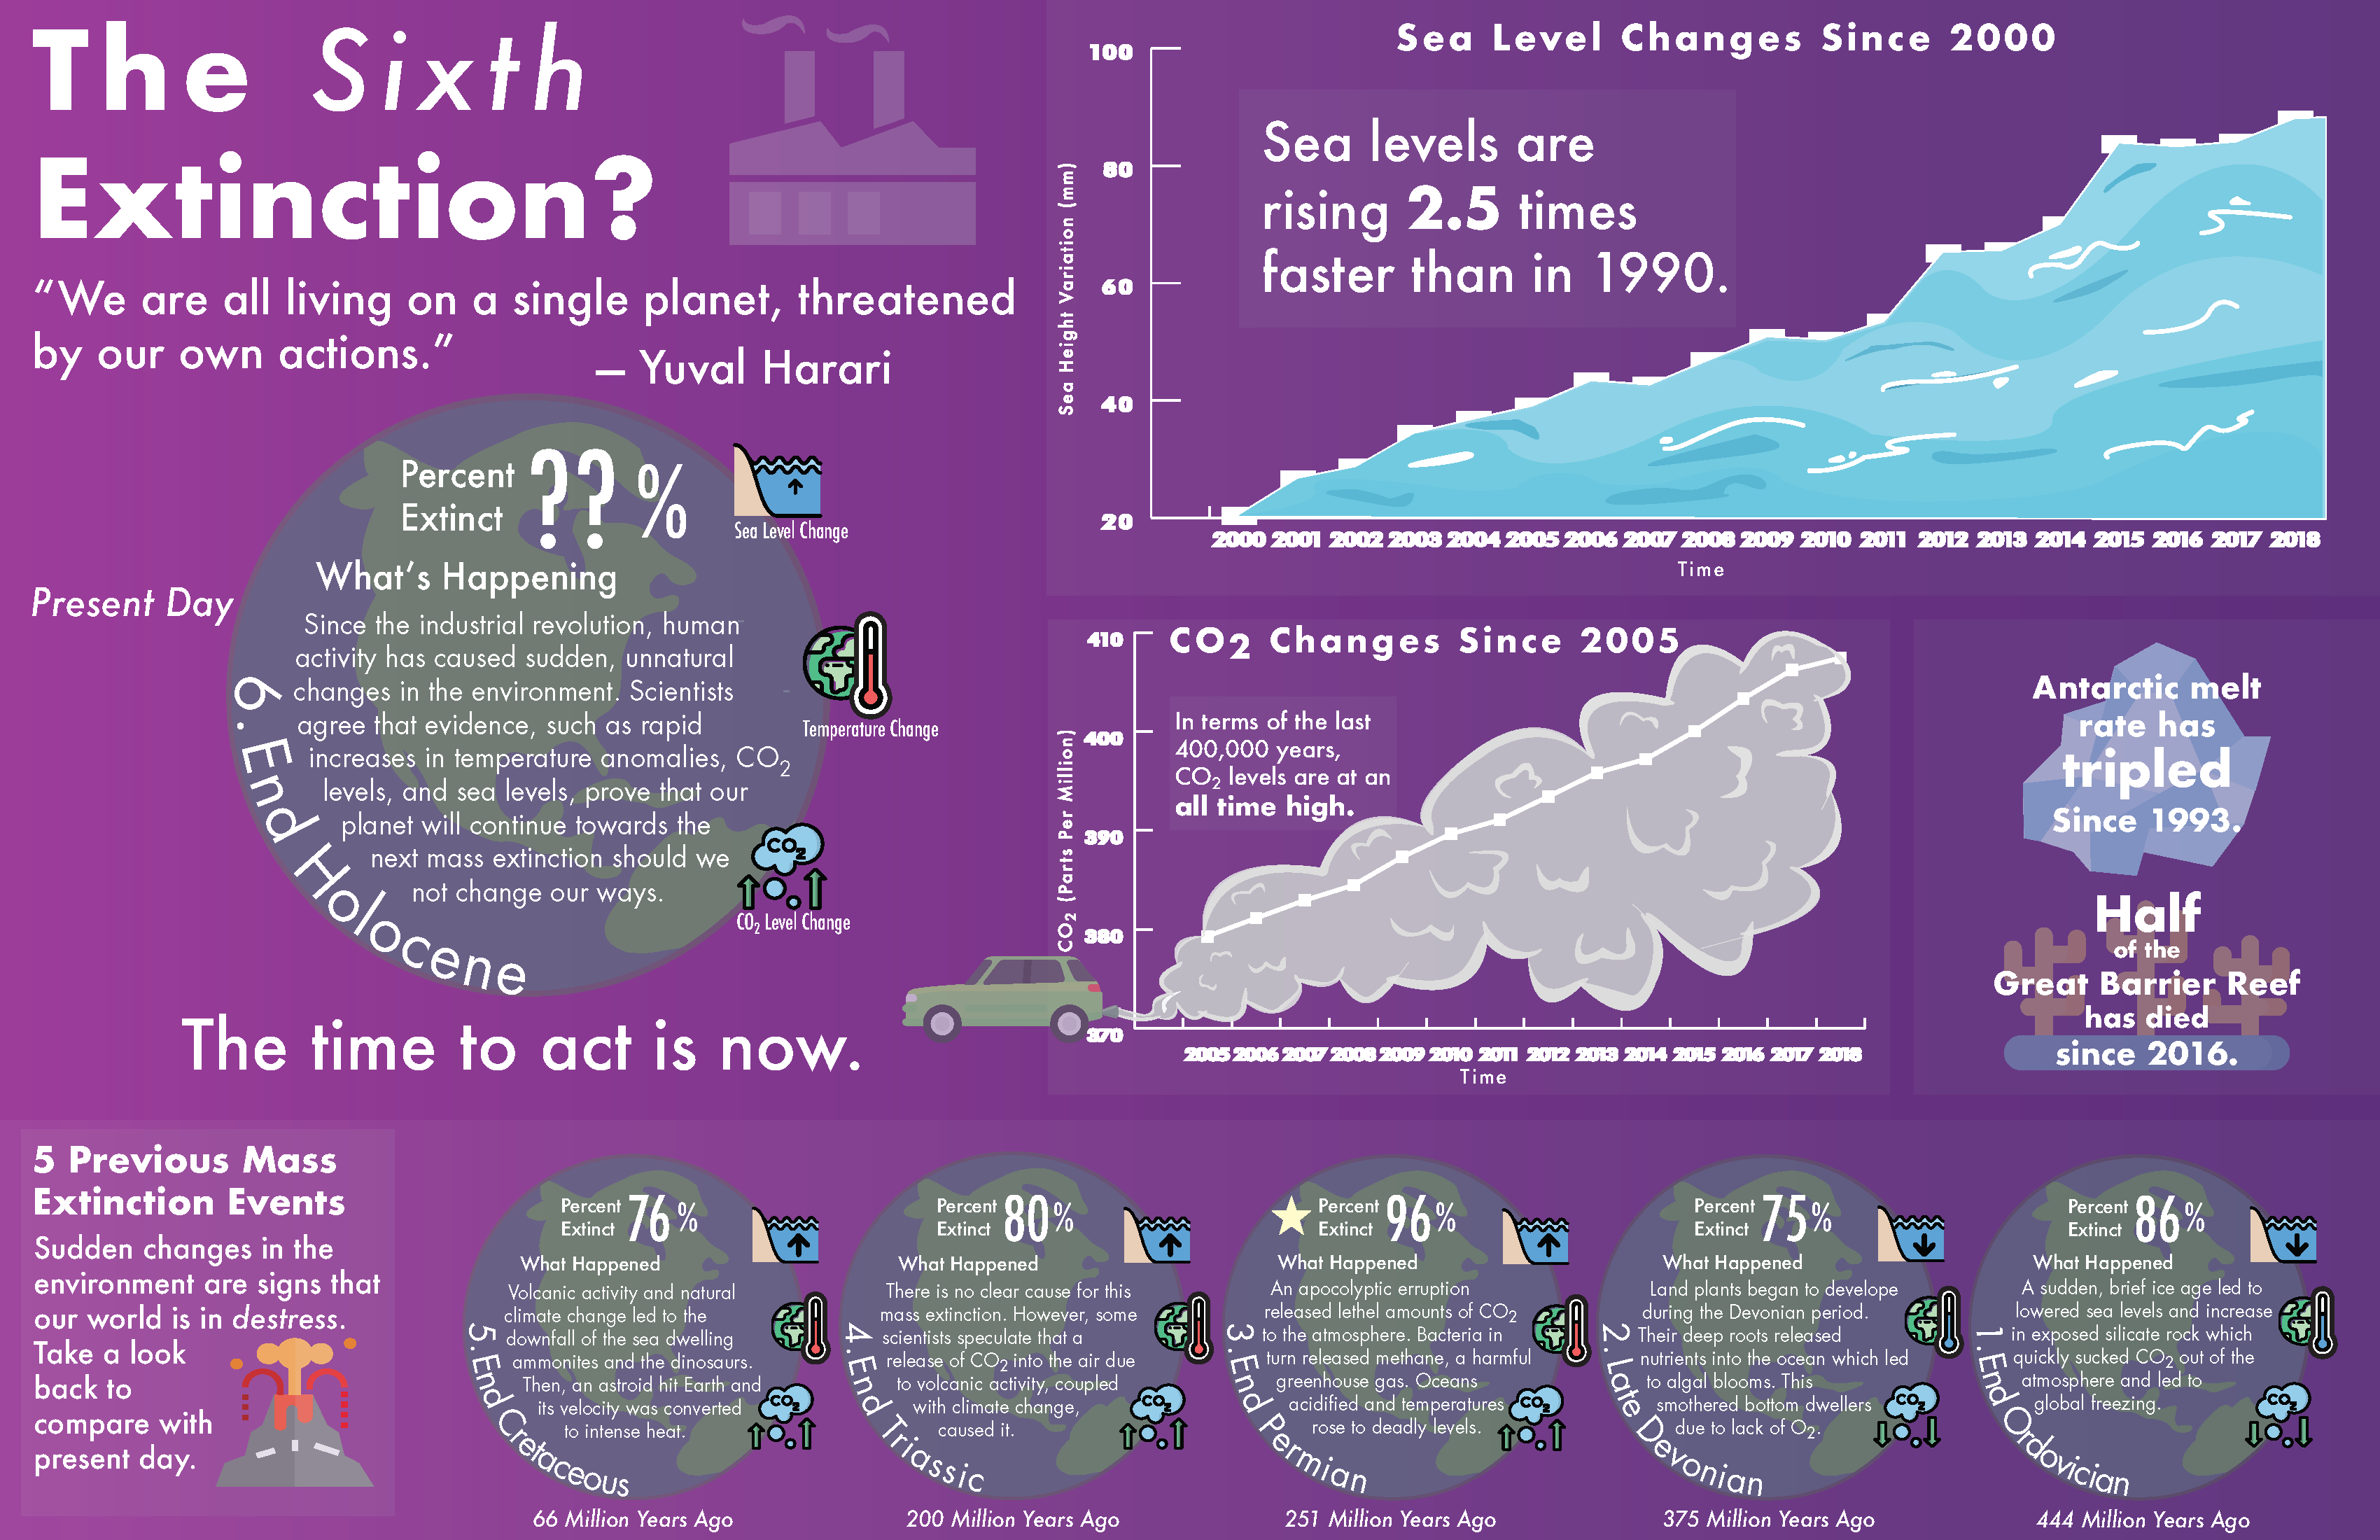 The Sixth
Extinction?
“We are all living on a single planet, threatened
by our own actions.”
– Yuval Harari
Percent
Extinct
??%
Sea Level Change
What’s Happening
Present Day
Since the industrial revolution, human
activity has caused sudden, unnatural
changes in the environment. Scientists
agree that evidence, such as rapid
increases in temperature anomalies, CO2
levels, and sea levels, prove that our
planet will continue towards the
next mass extinction should we
not change our ways.
Temperature Change
CO2
CO2 Level Change
6. End Holocene
The time to act is now.
Sea Level Changes Since 2000
Sea levels are
rising 2.5 times
faster than in 1990.
Sea Height Variation (mm)
100
80
60
40
20
2000 2001 2002 2003 2004 2005 2006 2007 2008 2009 2010 2011 2012 2013 2014 2015 2016 2017 2018
Time
CO2 Changes Since 2005
In terms of the last
400,000 years,
CO2 levels are at an
all time high.
CO2 (Parts Per Million)
410
400
390
380
370
2005 2006 2007 2008 2009 2010 2011 2012 2013 2014 2015 2016 2017 2018
Time
Antarctic melt
rate has
tripled
Since 1993.
Half
of the
Great Barrier Reef
has died
since 2016.
5 Previous Mass
Extinction Events
Sudden changes in the
environment are signs that
our world is in destress.
Take a look
back to
compare with
present day.
Percent
Extinct
76%
What Happened
Volcanic activity and natural
climate change led to the
downfall of the sea dwelling
ammonites and the dinosaurs.
Then, an astroid hit Earth and
its velocity was converted
to intense heat.
CO2
5. End Cretaceous
66 Million Years Ago
Percent
Extinct
80%
What Happened
There is no clear cause for this
mass extinction. However, some
scientists speculate that a
release of CO2 into the air due
to volcanic activity, coupled
with climate change,
caused it.
CO2
4. End Triassic
200 Million Years Ago
Percent
Extinct
96%
What Happened
An apocolyptic erruption
released lethel amounts of CO2
to the atmosphere. Bacteria in
turn released methane, a harmful
greenhouse gas. Oceans
acidified and temperatures
rose to deadly levels.
CO2
3. End Permian
251 Million Years Ago
Percent
Extinct
75%
What Happened
Land plants began to develope
during the Devonian period.
Their deep roots released
nutrients into the ocean which led
to algal blooms. This
smothered bottom dwellers
due to lack of O2.
CO2
2. Late Devonian
375 Million Years Ago
Percent
Extinct
86%
What Happened
A sudden, brief ice age led to
lowered sea levels and increase
in exposed silicate rock which
quickly sucked CO2 out of the
atmosphere and led to
global freezing.
CO2
1. End Ordovician
444 Million Years Ago